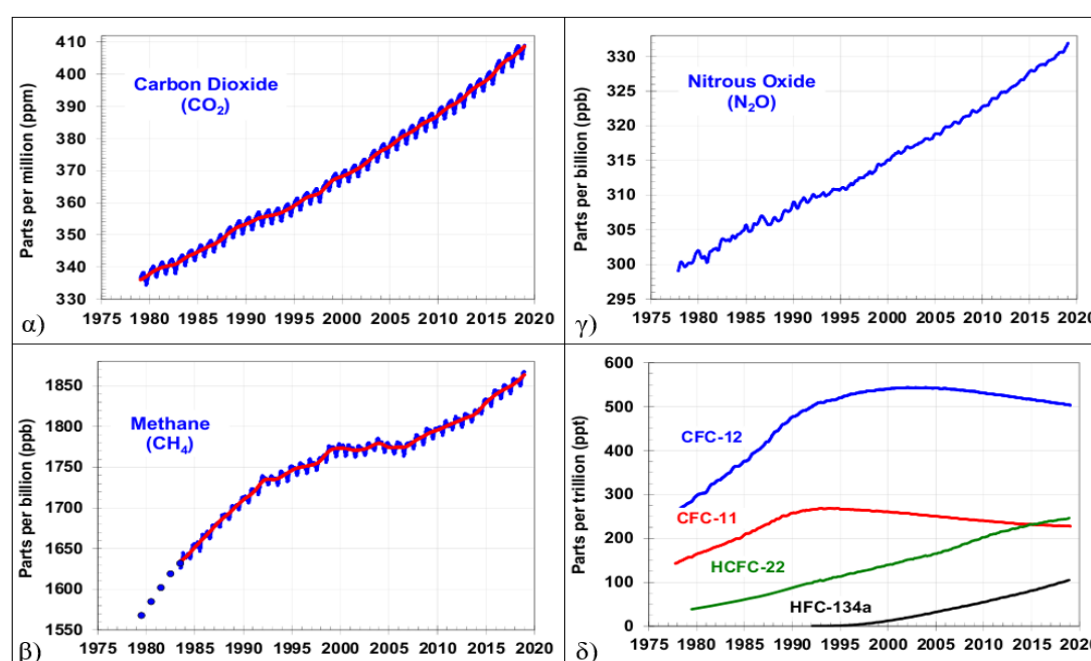 410
400
390
380
370
360
350
340
330
Parts per million (ppm)
Carbon Dioxide
(CO₂)
1975 1980 1985 1990 1995 2000 2005 2010 2015 2020
α)
330
325
320
315
310
305
300
295
Parts per billion (ppb)
Nitrous Oxide
(N₂O)
1975 1980 1985 1990 1995 2000 2005 2010 2015 2020
γ)
1850
1800
1750
1700
1650
1600
1550
Parts per billion (ppb)
Methane
(CH₄)
1975 1980 1985 1990 1995 2000 2005 2010 2015 2020
β)
600
500
400
300
200
100
0
Parts per trillion (ppt)
CFC-12
CFC-11
HCFC-22
HFC-134a
1975 1980 1985 1990 1995 2000 2005 2010 2015 2020
δ)